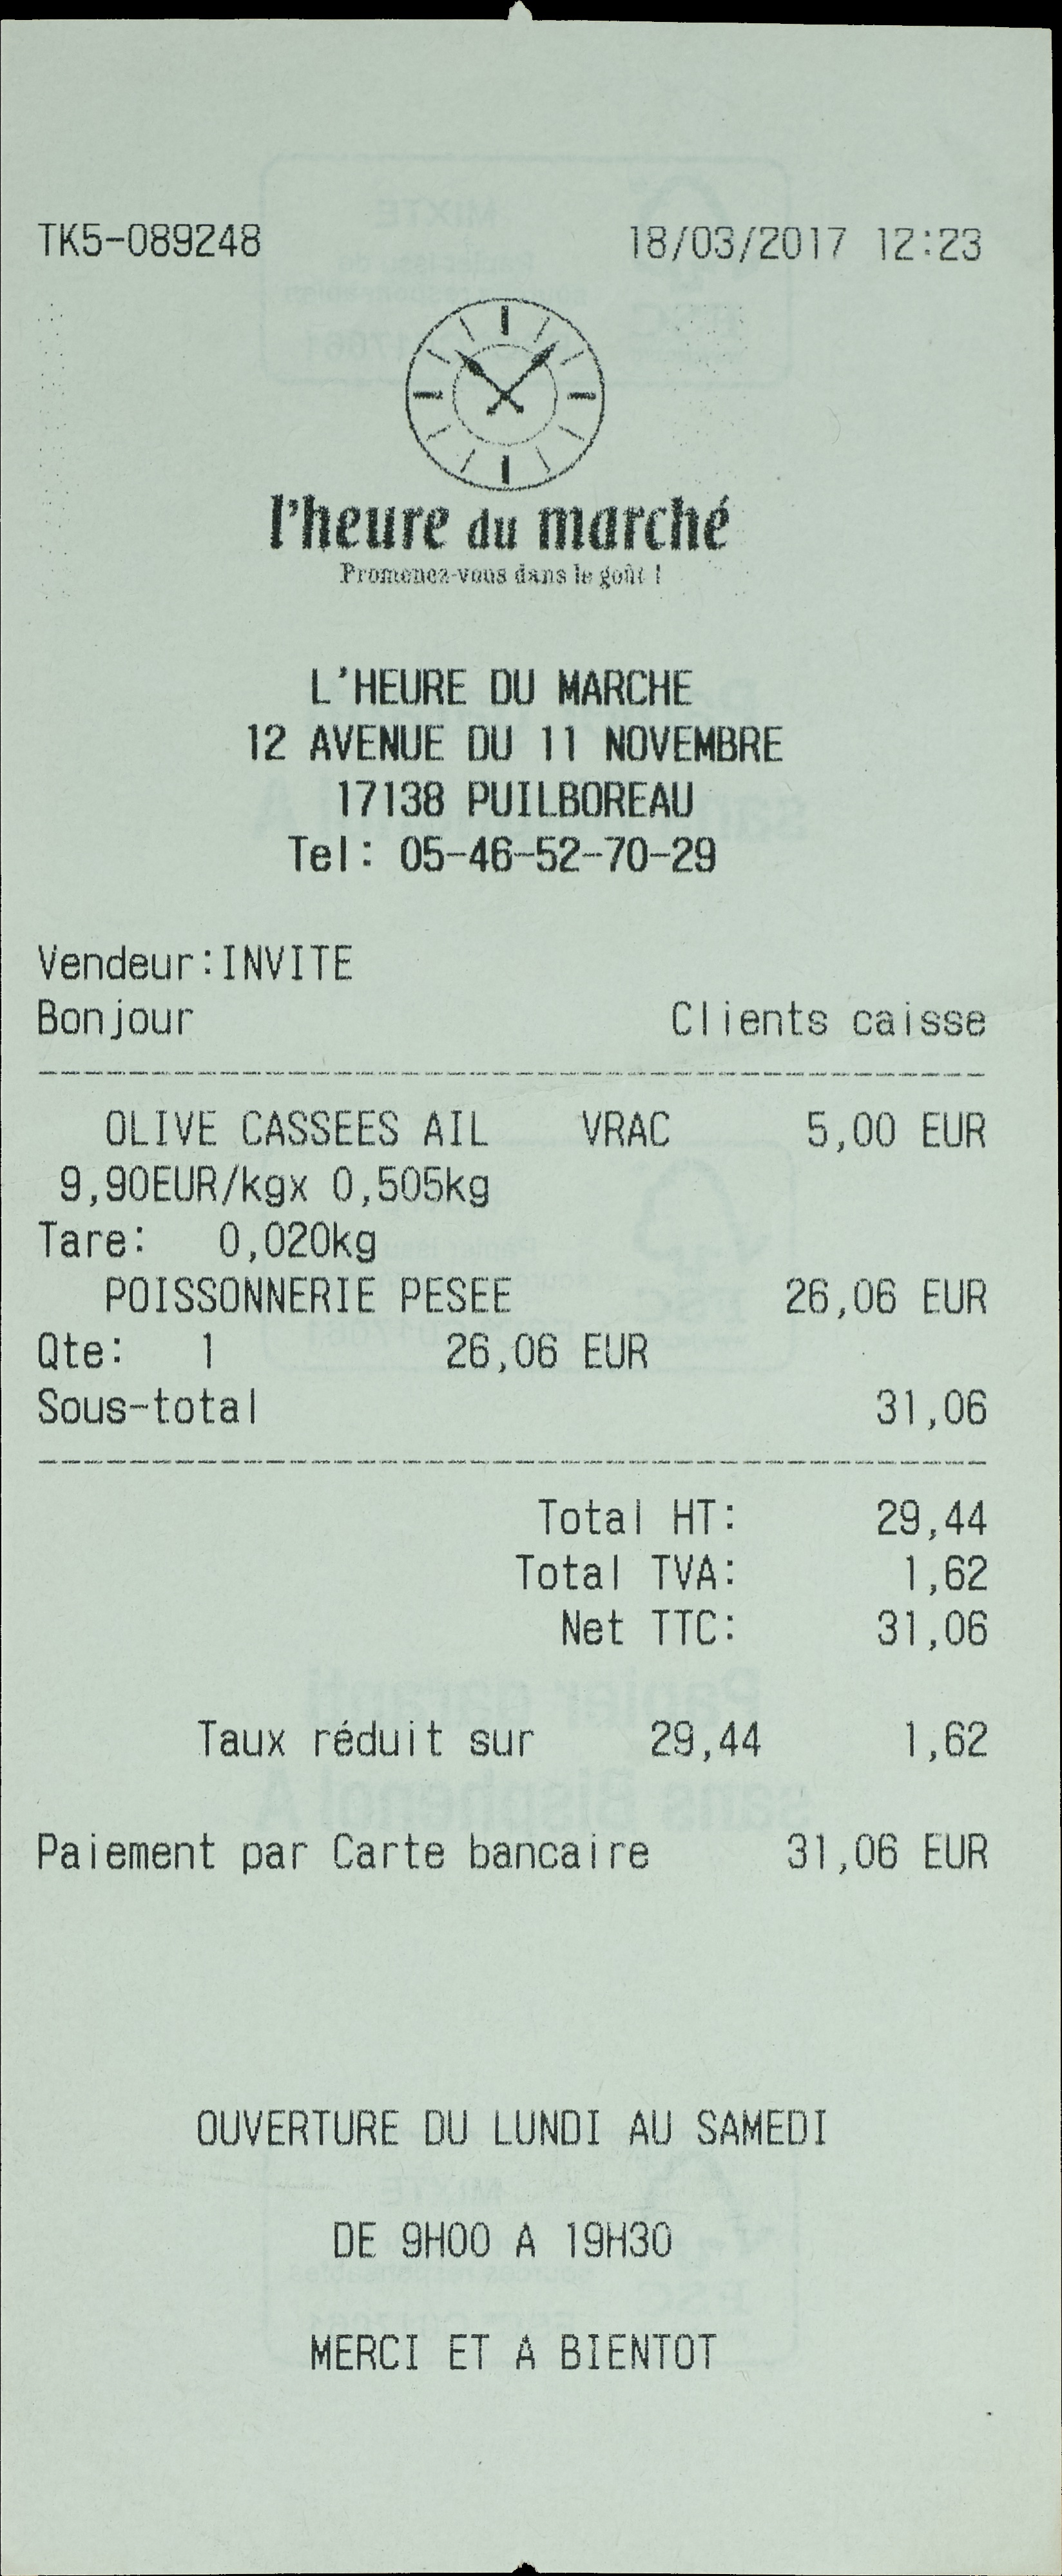 TK5-089248 18/03/2017 12:23
l'heure du marché
Promenez-vous dans le goût !
L'HEURE DU MARCHE
12 AVENUE DU 11 NOVEMBRE
17138 PUILBOREAU
Tel: 05-46-52-70-29
Vendeur:INVITE
Bonjour Clients caisse
OLIVE CASSEES AIL VRAC 5,00 EUR
9,90EUR/kgx 0,505kg
Tare: 0,020kg
POISSONNERIE PESEE 26,06 EUR
Qte: 1 26,06 EUR
Sous-total 31,06
Total HT: 29,44
Total TVA: 1,62
Net TTC: 31,06
Taux réduit sur 29,44 1,62
Paiement par Carte bancaire 31,06 EUR
OUVERTURE DU LUNDI AU SAMEDI
DE 9H00 A 19H30
MERCI ET A BIENTOT